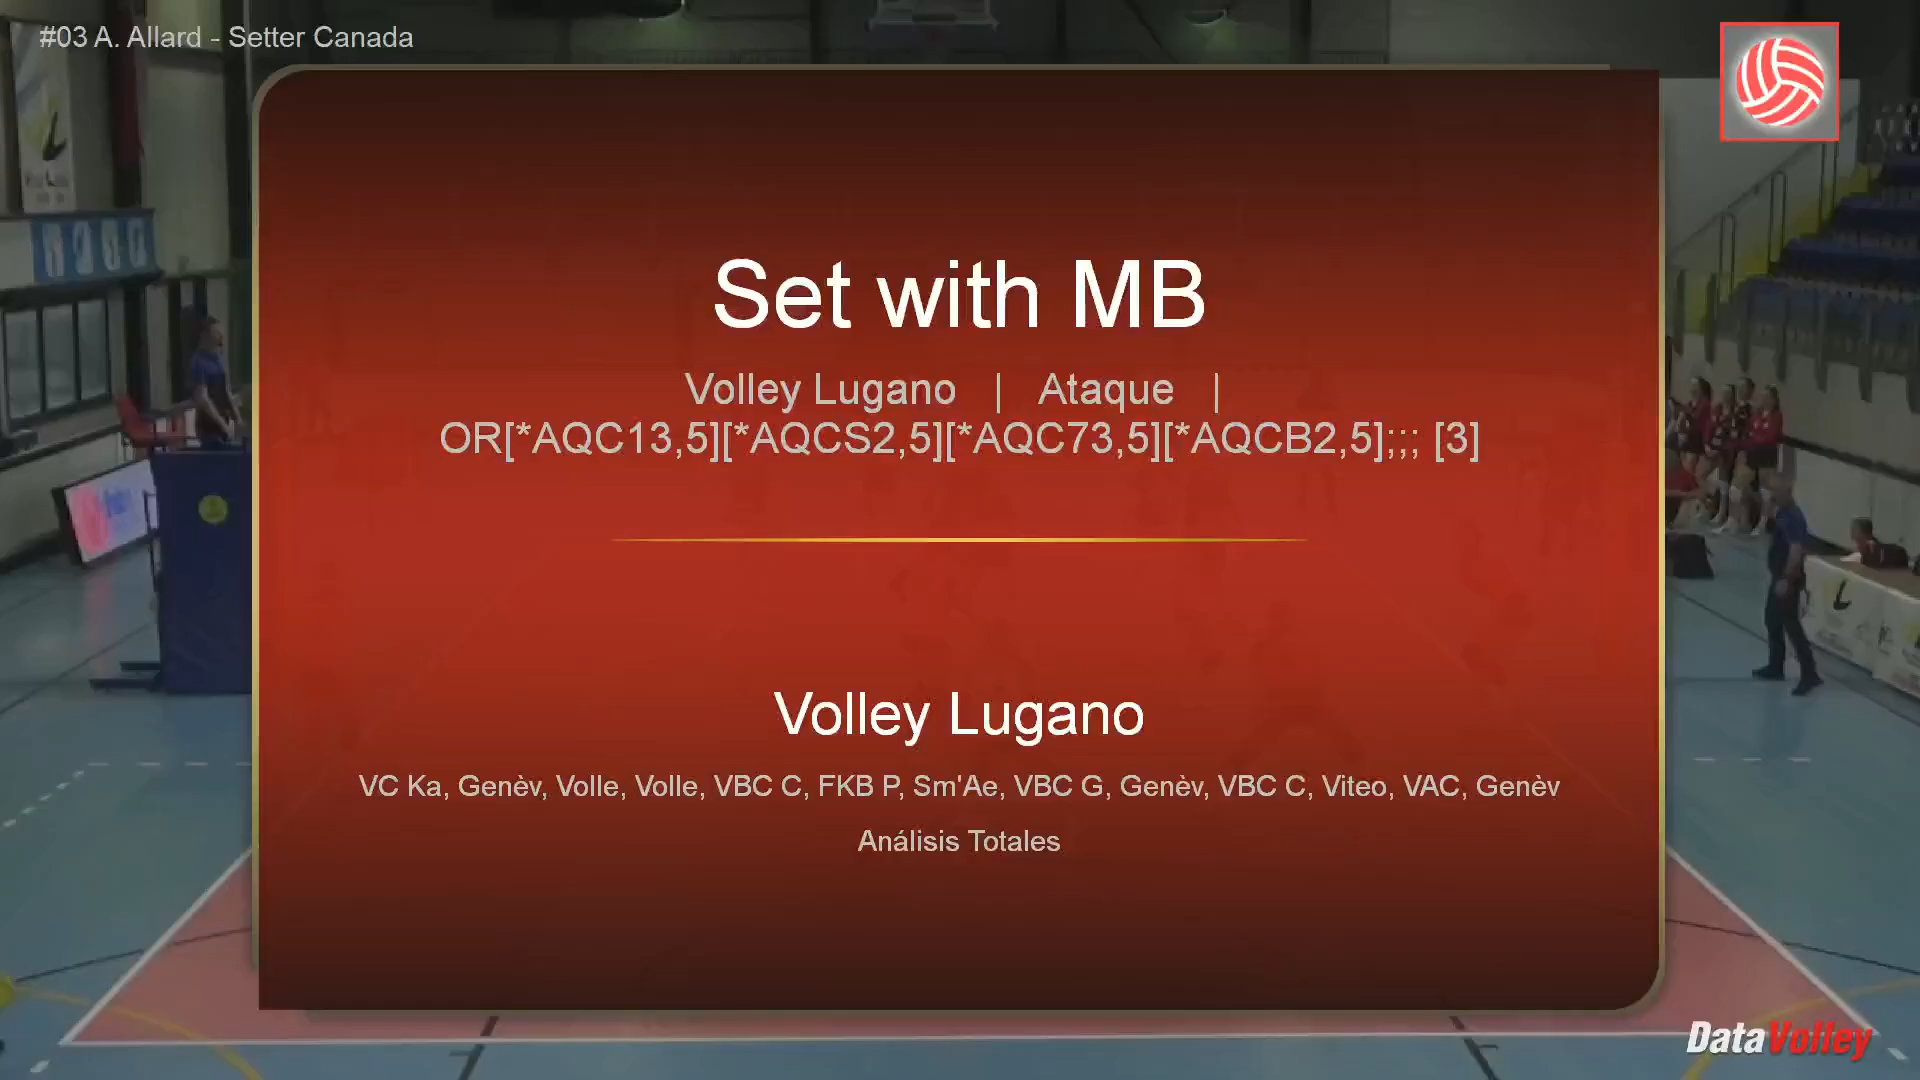 #03 A. Allard - Setter Canada
Set with MB
Volley Lugano | Ataque |
OR[*AQC13,5][*AQCS2,5][*AQC73,5][*AQCB2,5];;; [3]
Volley Lugano
VC Ka, Genèv, Volle, Volle, VBC C, FKB P, Sm'Ae, VBC G, Genèv, VBC C, Viteo, VAC, Genèv
Análisis Totales
DataVolley